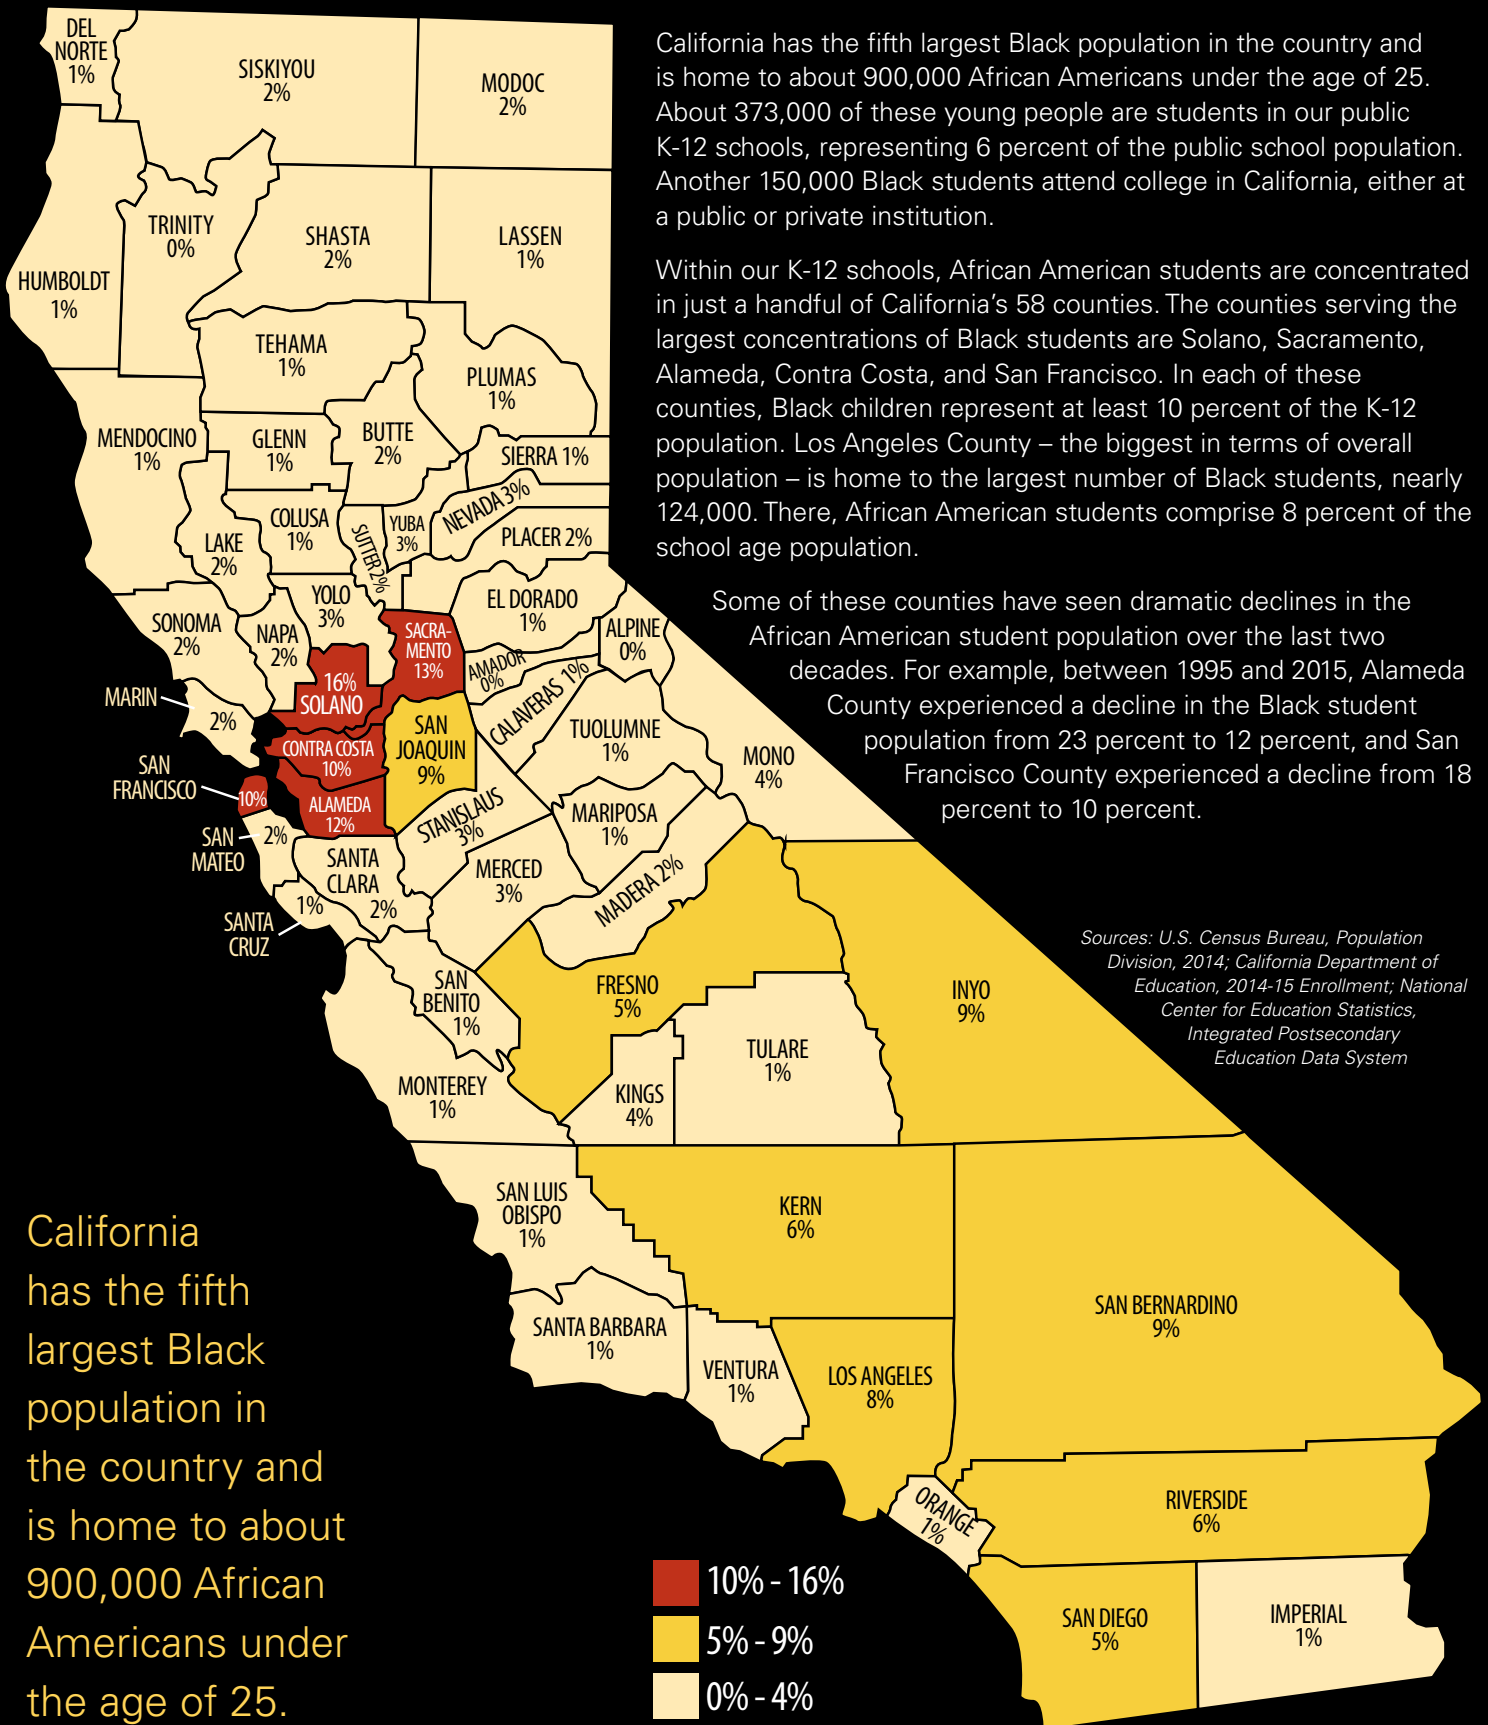 DEL
NORTE
1%
SISKIYOU
2%
MODOC
2%
HUMBOLDT
1%
TRINITY
0%
SHASTA
2%
LASSEN
1%
TEHAMA
1%
PLUMAS
1%
MENDOCINO
1%
GLENN
1%
BUTTE
2%
SIERRA 1%
LAKE
2%
COLUSA
1%
SUTTER 2%
YUBA
3%
NEVADA 3%
PLACER 2%
SONOMA
2%
NAPA
2%
YOLO
3%
SACRA-
MENTO
13%
EL DORADO
1%
ALPINE
0%
AMADOR
0%
CALAVERAS 1%
MARIN
2%
16%
SOLANO
CONTRA COSTA
10%
SAN
JOAQUIN
9%
TUOLUMNE
1%
MONO
4%
SAN
FRANCISCO
10%
ALAMEDA
12%
STANISLAUS
3%
MARIPOSA
1%
SAN
MATEO
2%
SANTA
CLARA
2%
MERCED
3%
MADERA 2%
SANTA
CRUZ
1%
SAN
BENITO
1%
FRESNO
5%
INYO
9%
MONTEREY
1%
KINGS
4%
TULARE
1%
SAN LUIS
OBISPO
1%
KERN
6%
SAN BERNARDINO
9%
SANTA BARBARA
1%
VENTURA
1%
LOS ANGELES
8%
ORANGE
1%
RIVERSIDE
6%
SAN DIEGO
5%
IMPERIAL
1%
California has the fifth largest Black population in the country and
is home to about 900,000 African Americans under the age of 25.
About 373,000 of these young people are students in our public
K-12 schools, representing 6 percent of the public school population.
Another 150,000 Black students attend college in California, either at
a public or private institution.
Within our K-12 schools, African American students are concentrated
in just a handful of California’s 58 counties. The counties serving the
largest concentrations of Black students are Solano, Sacramento,
Alameda, Contra Costa, and San Francisco. In each of these
counties, Black children represent at least 10 percent of the K-12
population. Los Angeles County – the biggest in terms of overall
population – is home to the largest number of Black students, nearly
124,000. There, African American students comprise 8 percent of the
school age population.
Some of these counties have seen dramatic declines in the
African American student population over the last two
decades. For example, between 1995 and 2015, Alameda
County experienced a decline in the Black student
population from 23 percent to 12 percent, and San
Francisco County experienced a decline from 18
percent to 10 percent.
Sources: U.S. Census Bureau, Population
Division, 2014; California Department of
Education, 2014-15 Enrollment; National
Center for Education Statistics,
Integrated Postsecondary
Education Data System
California
has the fifth
largest Black
population in
the country and
is home to about
900,000 African
Americans under
the age of 25.
10% - 16%
5% - 9%
0% - 4%